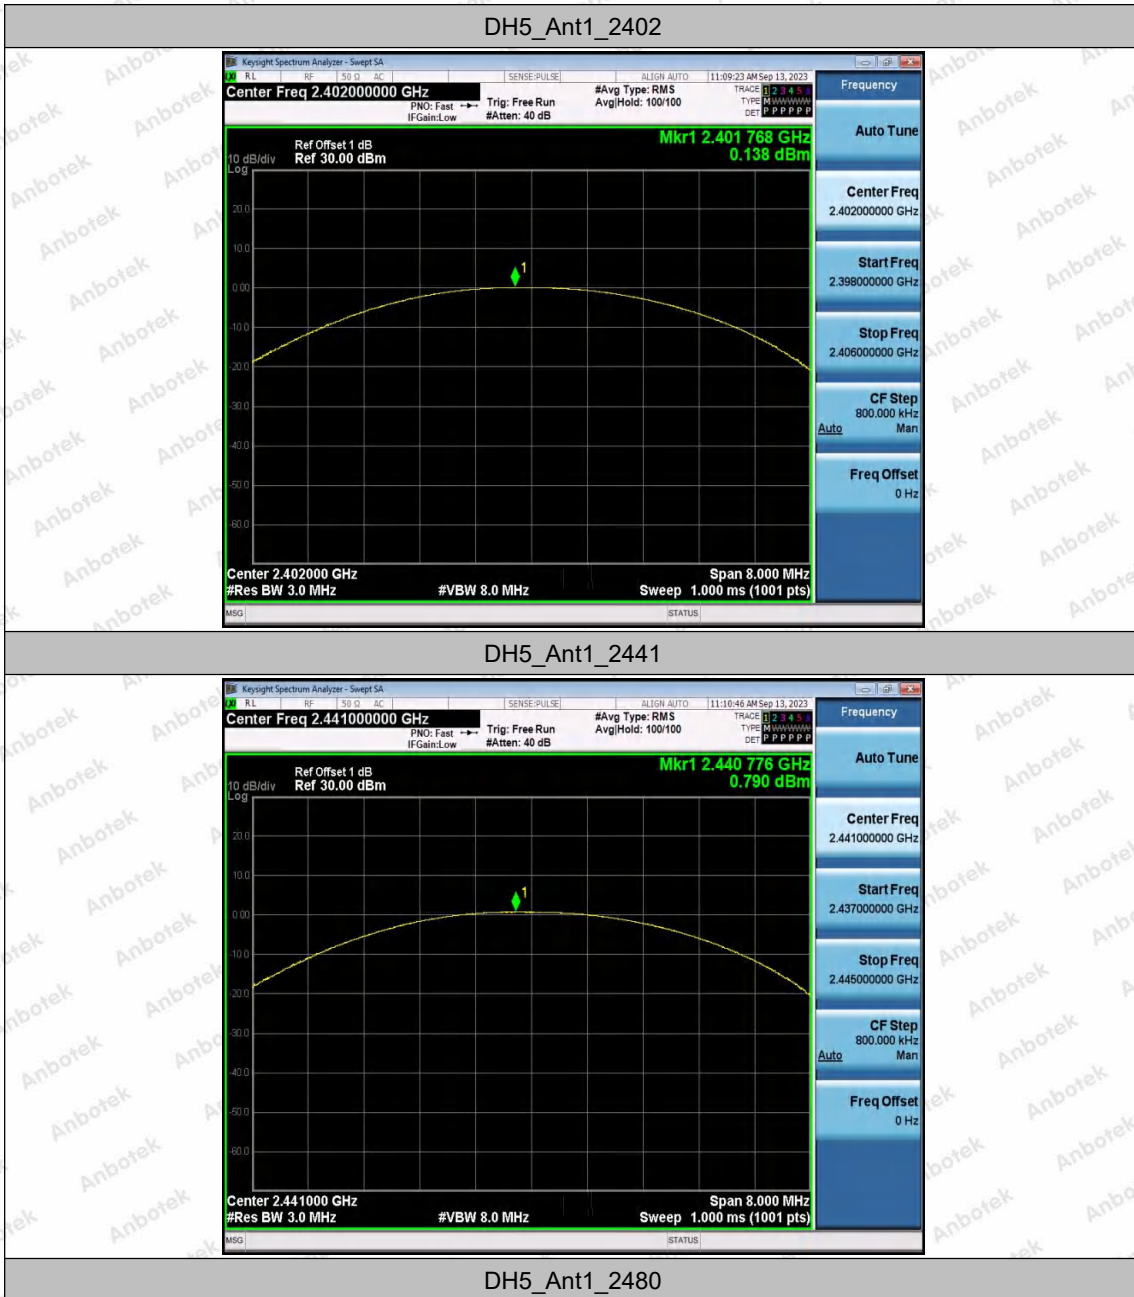 DH5_Ant1_2402
Keysight Spectrum Analyzer - Swept SA
RL RF 50 Ω AC SENSE:PULSE ALIGN AUTO 11:09:23 AM Sep 13, 2023
Center Freq 2.402000000 GHz
PNO: Fast
IFGain:Low
Trig: Free Run
#Atten: 40 dB
#Avg Type: RMS
Avg|Hold: 100/100
TRACE 1 2 3 4 5 6
TYPE M W W W W W
DET P P P P P P
Mkr1 2.401 768 GHz
0.138 dBm
Ref Offset 1 dB
10 dB/div Ref 30.00 dBm
Log
20.0
10.0
1
0.00
-10.0
-20.0
-30.0
-40.0
-50.0
-60.0
Center 2.402000 GHz Span 8.000 MHz
#Res BW 3.0 MHz #VBW 8.0 MHz Sweep 1.000 ms (1001 pts)
MSG STATUS
Frequency
Auto Tune
Center Freq
2.402000000 GHz
Start Freq
2.398000000 GHz
Stop Freq
2.406000000 GHz
CF Step
800.000 kHz
Auto Man
Freq Offset
0 Hz
DH5_Ant1_2441
Keysight Spectrum Analyzer - Swept SA
RL RF 50 Ω AC SENSE:PULSE ALIGN AUTO 11:10:46 AM Sep 13, 2023
Center Freq 2.441000000 GHz
PNO: Fast
IFGain:Low
Trig: Free Run
#Atten: 40 dB
#Avg Type: RMS
Avg|Hold: 100/100
TRACE 1 2 3 4 5 6
TYPE M W W W W W
DET P P P P P P
Mkr1 2.440 776 GHz
0.790 dBm
Ref Offset 1 dB
10 dB/div Ref 30.00 dBm
Log
20.0
10.0
1
0.00
-10.0
-20.0
-30.0
-40.0
-50.0
-60.0
Center 2.441000 GHz Span 8.000 MHz
#Res BW 3.0 MHz #VBW 8.0 MHz Sweep 1.000 ms (1001 pts)
MSG STATUS
Frequency
Auto Tune
Center Freq
2.441000000 GHz
Start Freq
2.437000000 GHz
Stop Freq
2.445000000 GHz
CF Step
800.000 kHz
Auto Man
Freq Offset
0 Hz
DH5_Ant1_2480
Anbotek